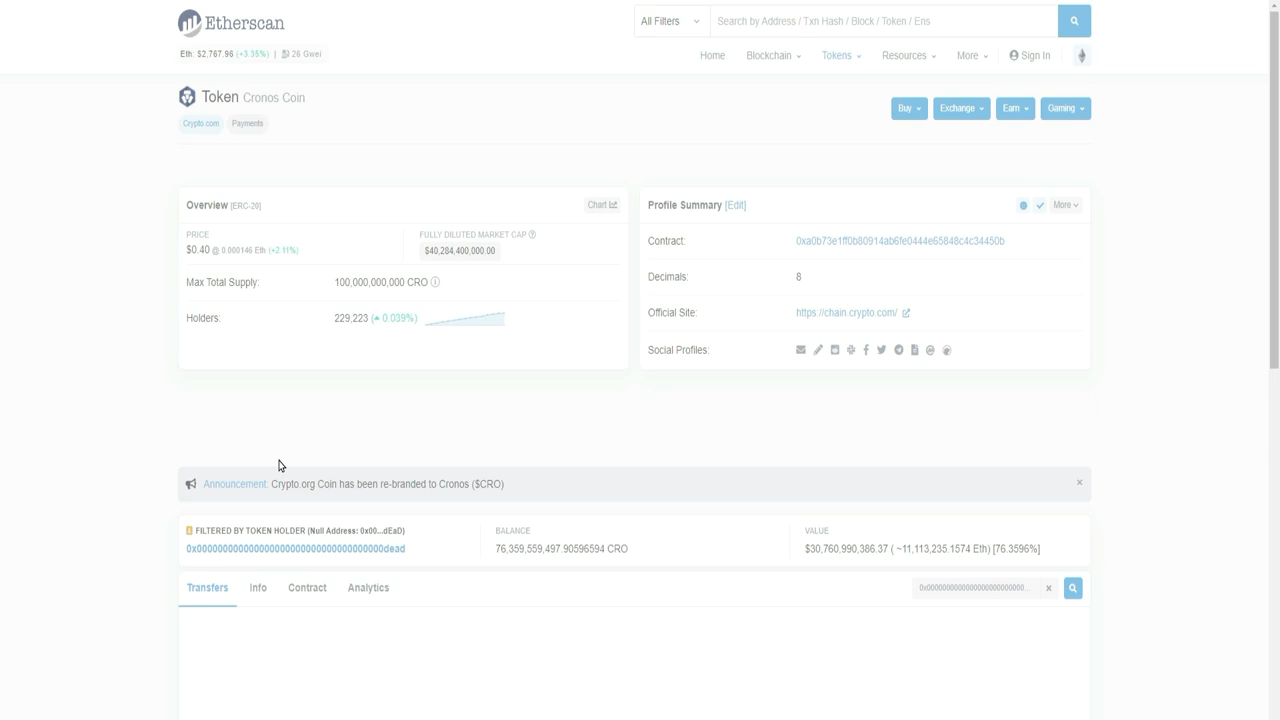 Etherscan
All Filters
Search by Address / Txn Hash / Block / Token / Ens
Eth: $2,767.96 (+3.35%) | 26 Gwei
Home Blockchain Tokens Resources More Sign In
Token Cronos Coin
Buy Exchange Earn Gaming
Crypto.com Payments
Overview [ERC-20] Chart
PRICE
$0.40 @ 0.000146 Eth (+2.11%)
FULLY DILUTED MARKET CAP
$40,284,400,000.00
Max Total Supply: 100,000,000,000 CRO
Holders: 229,223 (0.039%)
Profile Summary [Edit] More
Contract: 0xa0b73e1ff0b80914ab6fe0444e65848c4c34450b
Decimals: 8
Official Site: https://chain.crypto.com/
Social Profiles:
Announcement: Crypto.org Coin has been re-branded to Cronos ($CRO)
FILTERED BY TOKEN HOLDER (Null Address: 0x00...dEaD)
0x000000000000000000000000000000000000dead
BALANCE
76,359,559,497.90596594 CRO
VALUE
$30,760,990,386.37 ( ~11,113,235.1574 Eth) [76.3596%]
Transfers Info Contract Analytics
0x0000000000000000000000000...